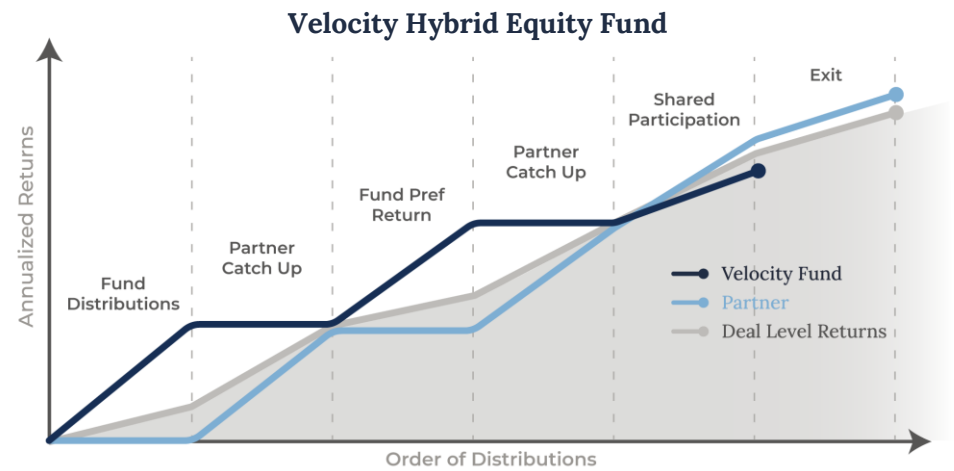 Velocity Hybrid Equity Fund
Annualized Returns
Fund
Distributions
Partner
Catch Up
Fund Pref
Return
Partner
Catch Up
Shared
Participation
Exit
Velocity Fund
Partner
Deal Level Returns
Order of Distributions